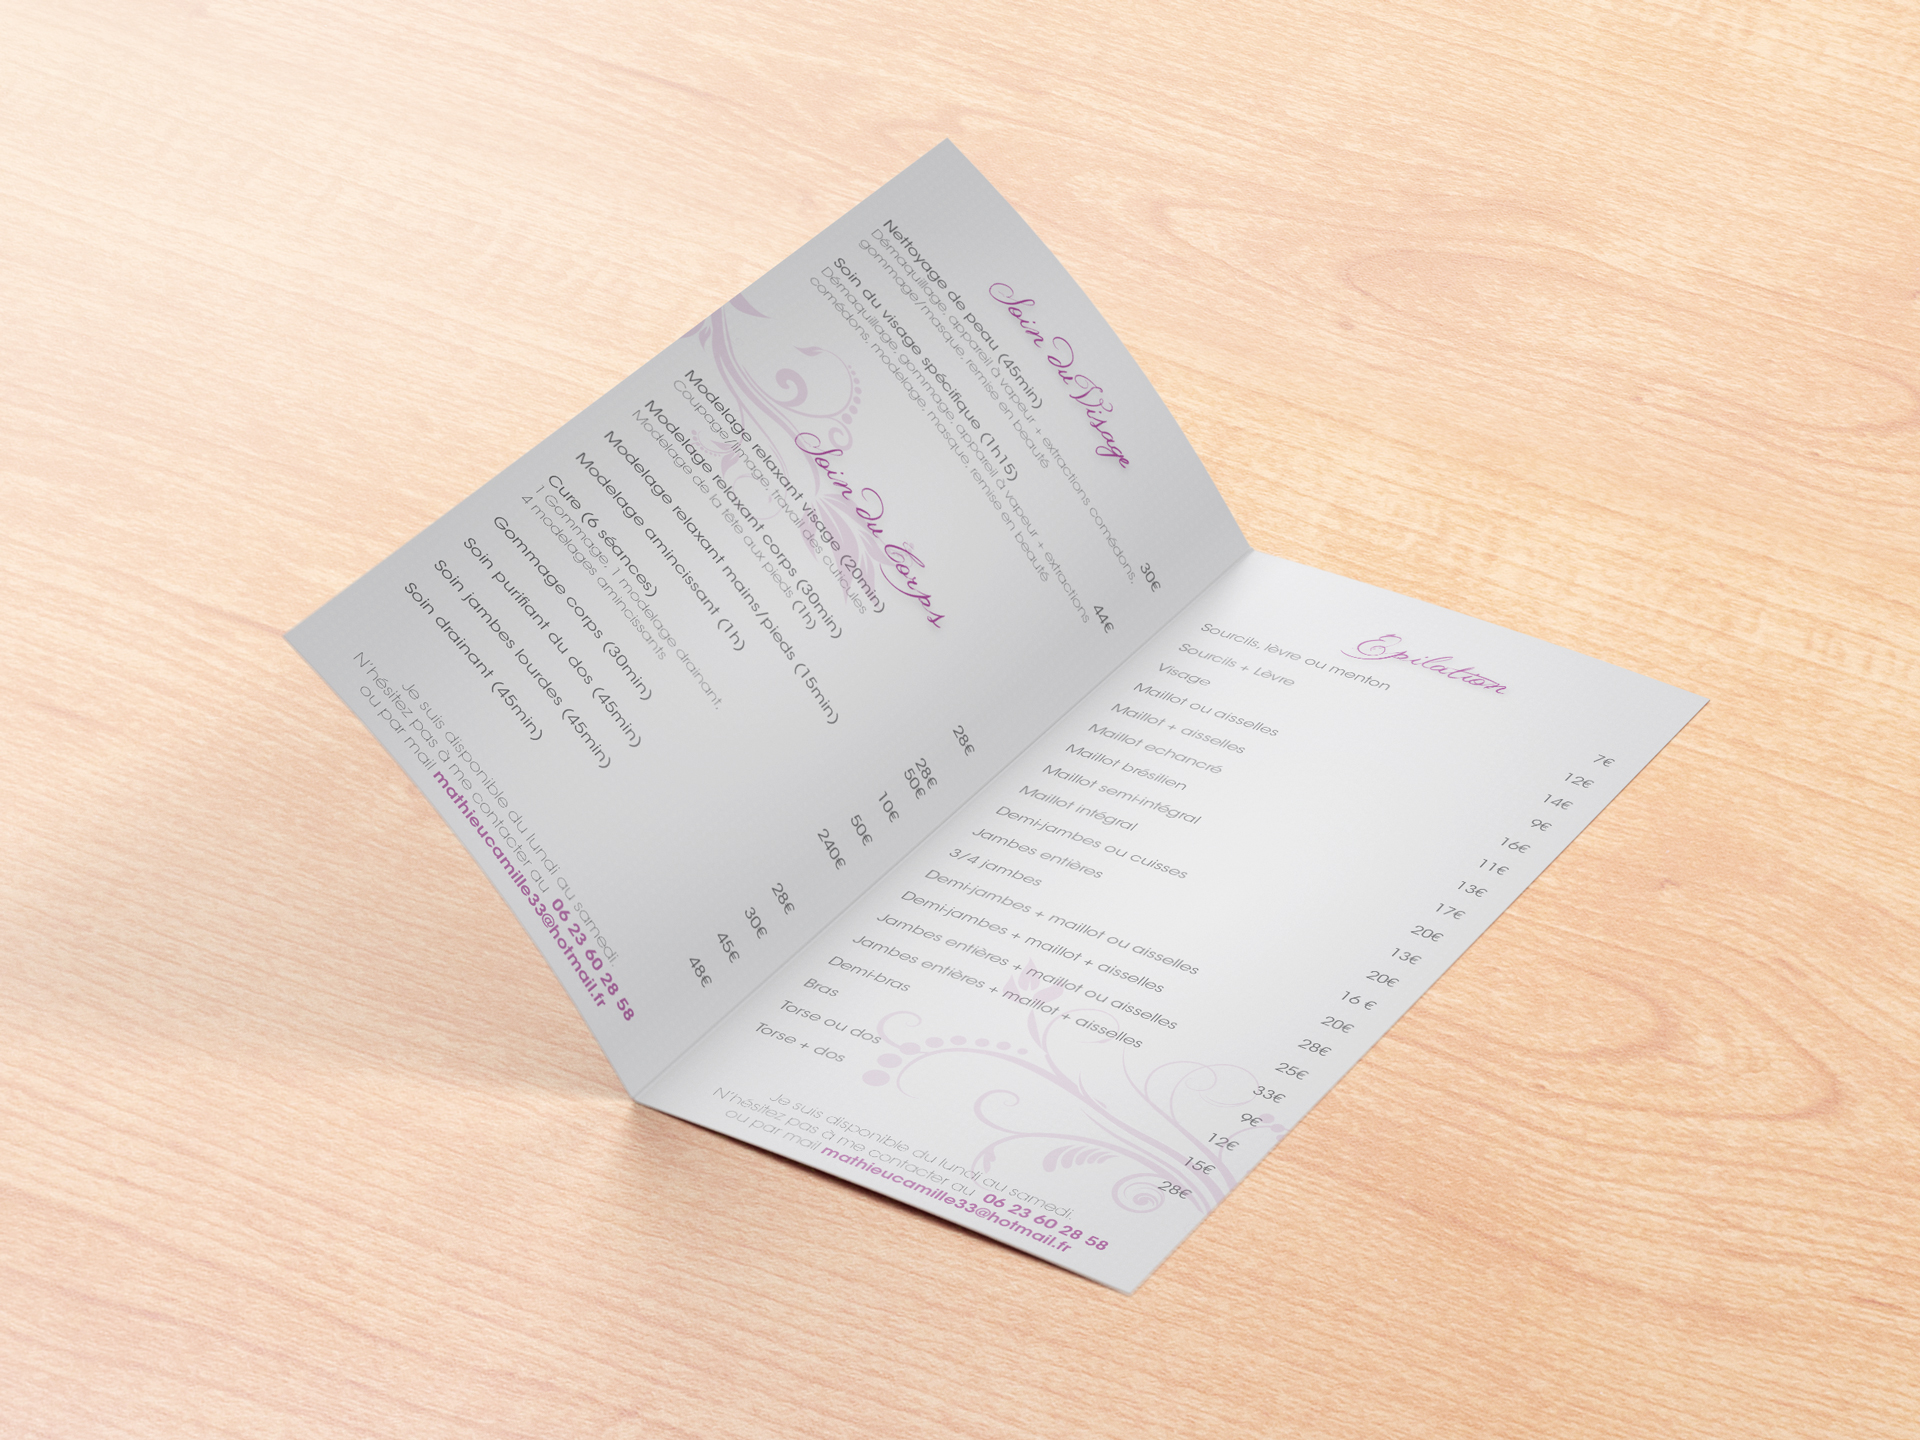 Soin du Visage
Nettoyage de peau (45min) 30€
Démaquillage, appareil à vapeur + extractions comédons,
gommage/masque, remise en beauté
Soin du visage spécifique (1h15) 44€
Démaquillage, gommage, appareil à vapeur + extractions
comédons, modelage, masque, remise en beauté
Soin du Corps
Modelage relaxant visage (20min) 28€
Coupage/limage, travail des cuticules
Modelage relaxant corps (30min) 28€
Modelage de la tête aux pieds (1h) 50€
Modelage relaxant mains/pieds (15min) 10€
Modelage amincissant (1h) 50€
Cure (6 séances) 240€
1 Gommage, 1 modelage drainant,
4 modelages amincissants
Gommage corps (30min) 28€
Soin purifiant du dos (45min) 30€
Soin jambes lourdes (45min) 45€
Soin drainant (45min) 48€
Je suis disponible du lundi au samedi.
N'hésitez pas à me contacter au 06 23 60 28 58
ou par mail mathieucamille33@hotmail.fr
Epilation
Sourcils, lèvre ou menton 7€
Sourcils + Lèvre 12€
Visage 14€
Maillot ou aisselles 9€
Maillot + aisselles 16€
Maillot echancré 11€
Maillot brésilien 13€
Maillot semi-intégral 17€
Maillot intégral 20€
Demi-jambes ou cuisses 13€
Jambes entières 20€
3/4 jambes 16 €
Demi-jambes + maillot ou aisselles 20€
Demi-jambes + maillot + aisselles 28€
Jambes entières + maillot ou aisselles 25€
Jambes entières + maillot + aisselles 33€
Demi-bras 9€
Bras 12€
Torse ou dos 15€
Torse + dos 28€
Je suis disponible du lundi au samedi.
N'hésitez pas à me contacter au 06 23 60 28 58
ou par mail mathieucamille33@hotmail.fr